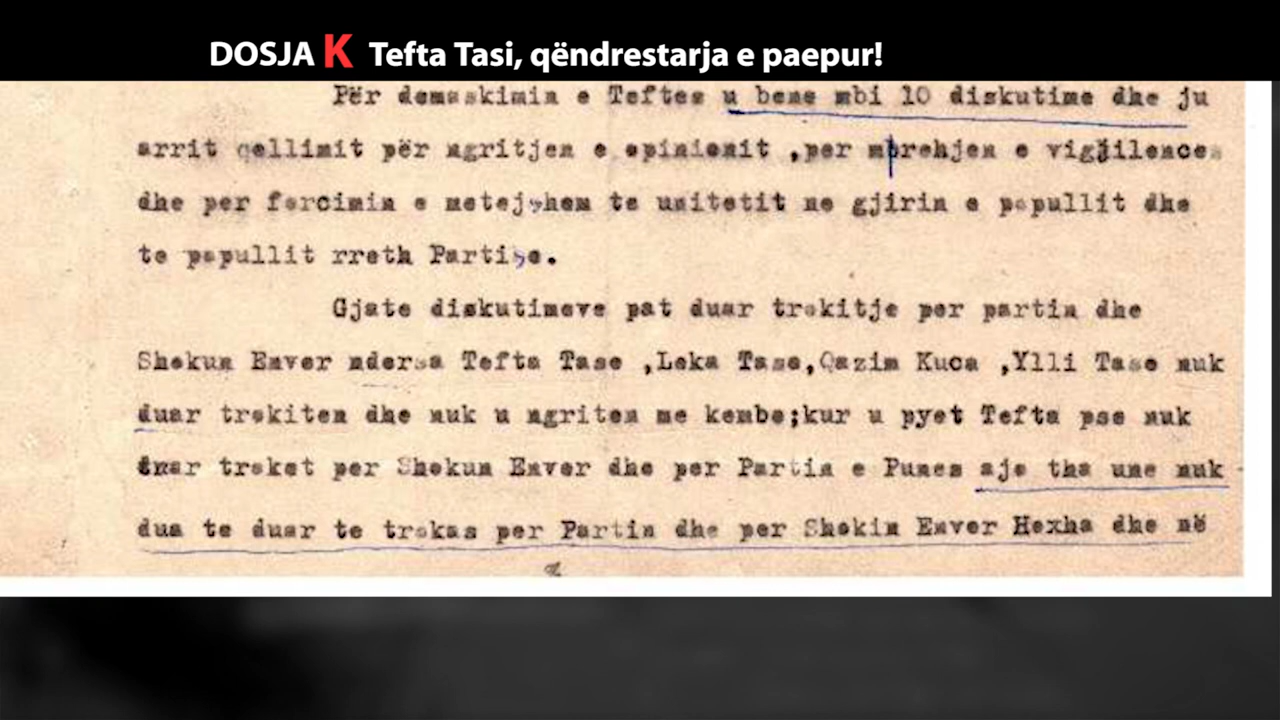 DOSJA K Tefta Tasi, qëndrestarja e paepur!
Për demaskimin e Teftes u bene mbi 10 diskutime dhe ju
arrit qellimit për ngritjen e opinionit ,per mprehjen e vigjilences
dhe per forcimin e metejshem te unitetit ne gjirin e popullit dhe
te popullit rreth Partise.
Gjate diskutimeve pat duar trokitje per partin dhe
Shokun Enver ndersa Tefta Tase ,Leka Tase,Qazim Kuca ,Ylli Tase nuk
duar trokiten dhe nuk u ngriten me kembe;kur u pyet Tefta pse nuk
duar troket per Shokun Enver dhe per Partin e Punes ajo tha une nuk
dua te duar te trokas per Partin dhe per Shokin Enver Hoxha dhe në